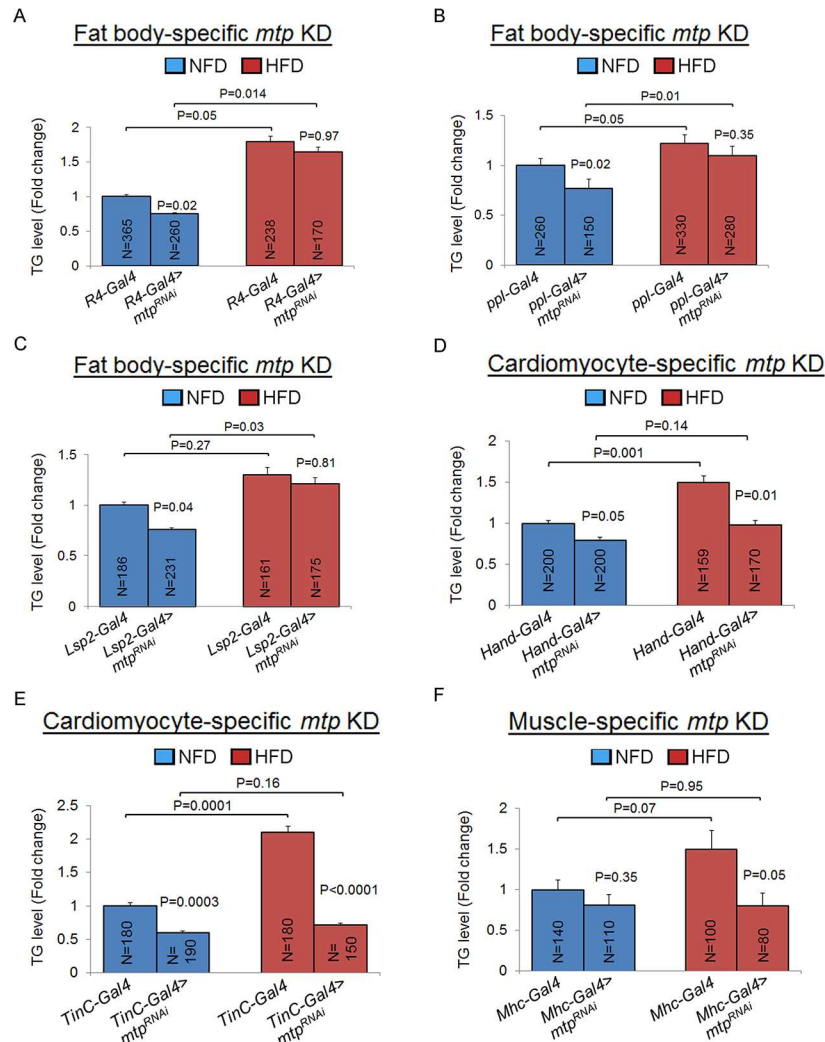 A
Fat body-specific mtp KD
NFD HFD
P=0.014
P=0.05
P=0.97
P=0.02
TG level (Fold change)
2
1.5
1
0.5
0
N=365
N=260
N=238
N=170
R4-Gal4
R4-Gal4>
mtpRNAi
R4-Gal4
R4-Gal4>
mtpRNAi
B
Fat body-specific mtp KD
NFD HFD
P=0.01
P=0.05
P=0.35
P=0.02
TG level (Fold change)
1.5
1
0.5
0
N=260
N=150
N=330
N=280
ppl-Gal4
ppl-Gal4>
mtpRNAi
ppl-Gal4
ppl-Gal4>
mtpRNAi
C
Fat body-specific mtp KD
NFD HFD
P=0.03
P=0.27
P=0.81
P=0.04
TG level (Fold change)
1.5
1
0.5
0
N=186
N=231
N=161
N=175
Lsp2-Gal4
Lsp2-Gal4>
mtpRNAi
Lsp2-Gal4
Lsp2-Gal4>
mtpRNAi
D
Cardiomyocyte-specific mtp KD
NFD HFD
P=0.14
P=0.001
P=0.01
P=0.05
TG level (Fold change)
2
1.5
1
0.5
0
N=200
N=200
N=159
N=170
Hand-Gal4
Hand-Gal4>
mtpRNAi
Hand-Gal4
Hand-Gal4>
mtpRNAi
E
Cardiomyocyte-specific mtp KD
NFD HFD
P=0.16
P=0.0001
P<0.0001
P=0.0003
TG level (Fold change)
2.5
2
1.5
1
0.5
0
N=180
N=
190
N=180
N=
150
TinC-Gal4
TinC-Gal4>
mtpRNAi
TinC-Gal4
TinC-Gal4>
mtpRNAi
F
Muscle-specific mtp KD
NFD HFD
P=0.95
P=0.07
P=0.35
P=0.05
TG level (Fold change)
2
1.5
1
0.5
0
N=140
N=110
N=100
N=80
Mhc-Gal4
Mhc-Gal4>
mtpRNAi
Mhc-Gal4
Mhc-Gal4>
mtpRNAi